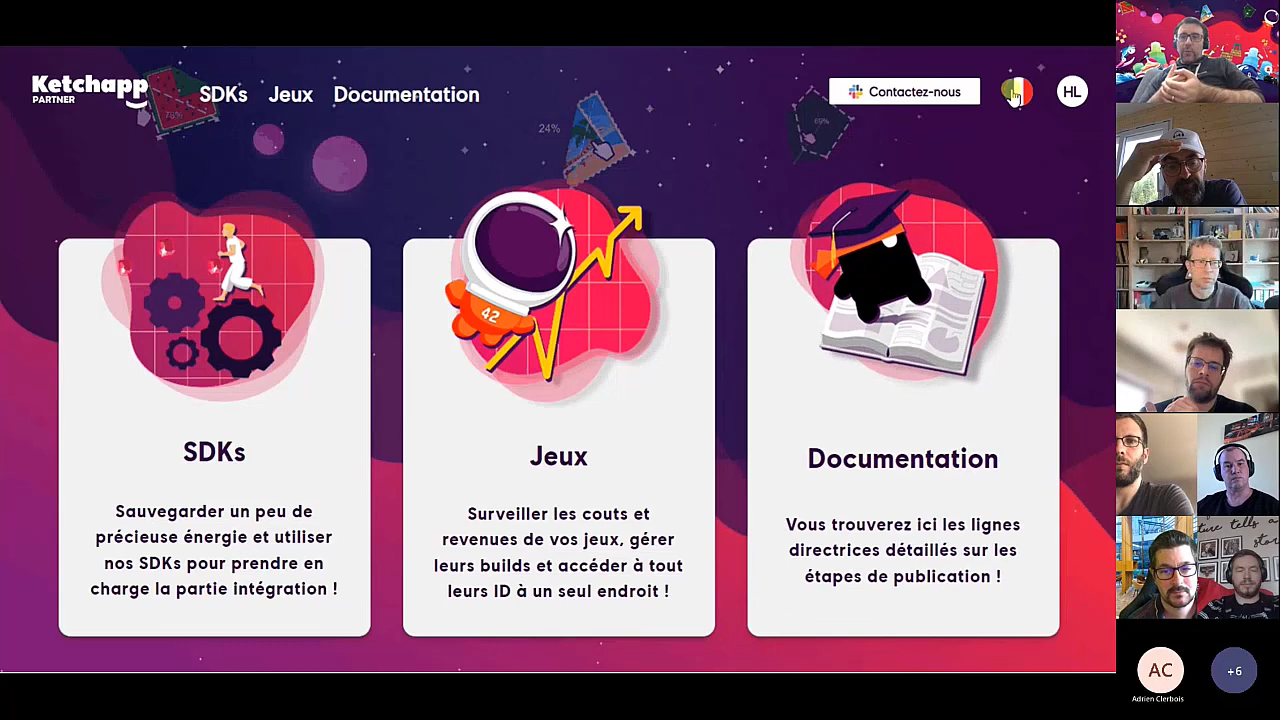 Ketchapp
PARTNER
SDKs
Jeux
Documentation
Contactez-nous
HL
78%
24%
69%
42
SDKs
Sauvegarder un peu de
précieuse énergie et utiliser
nos SDKs pour prendre en
charge la partie intégration !
Jeux
Surveiller les couts et
revenues de vos jeux, gérer
leurs builds et accéder à tout
leurs ID à un seul endroit !
Documentation
Vous trouverez ici les lignes
directrices détaillés sur les
étapes de publication !
AC
Adrien Clerbois
+6